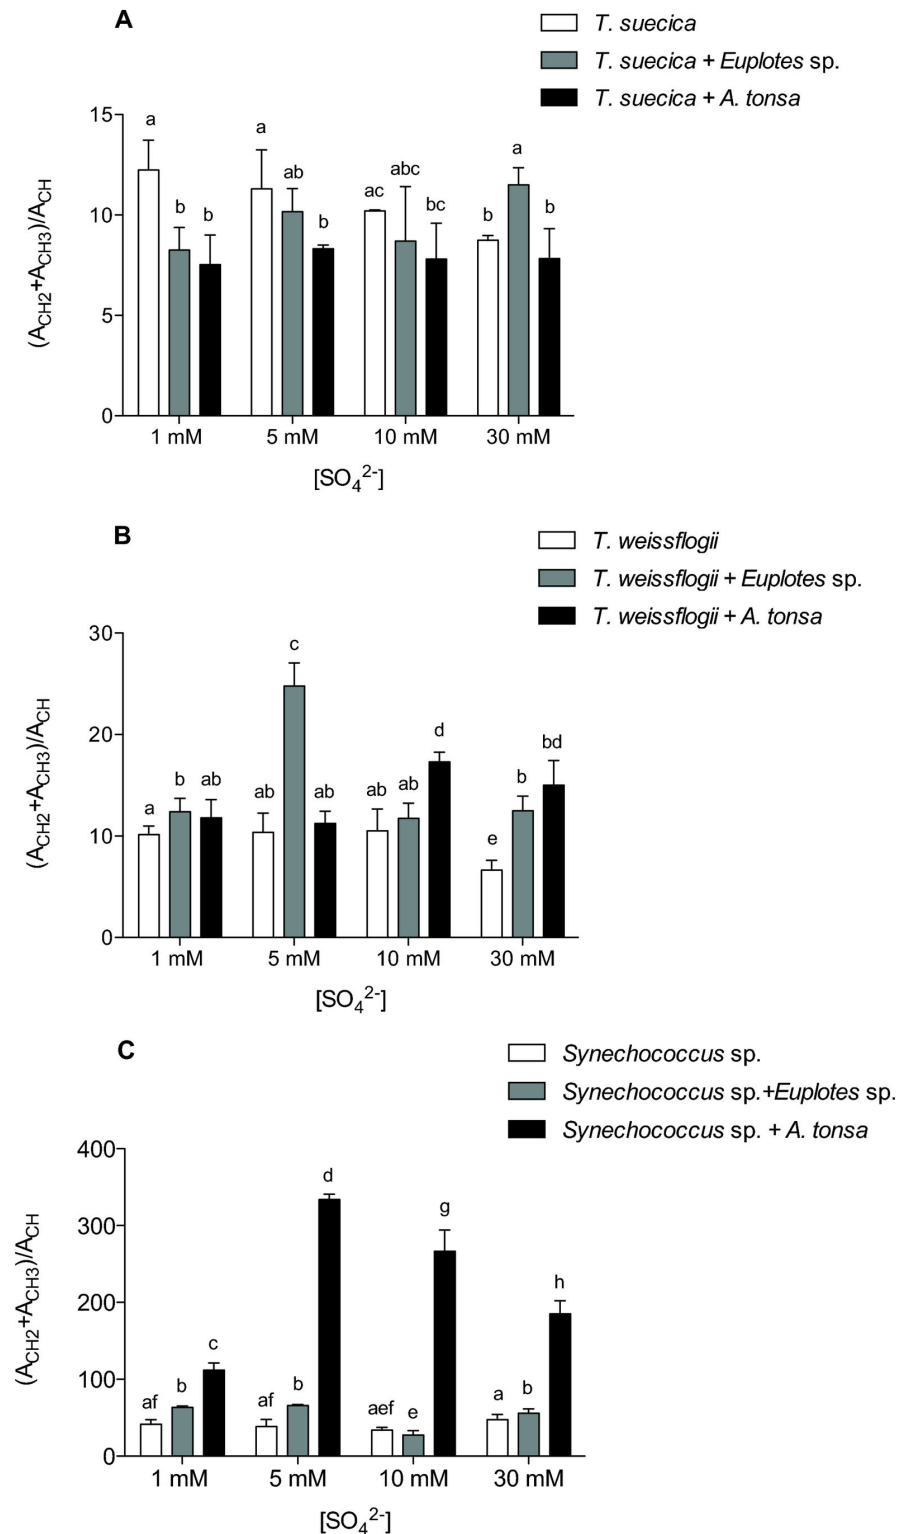 A
T. suecica
T. suecica + Euplotes sp.
T. suecica + A. tonsa
(ACH2+ACH3)/ACH
15
10
5
0
a
b
b
a
ab
b
ac
abc
bc
b
a
b
1 mM
5 mM
10 mM
30 mM
[SO₄²⁻]
B
T. weissflogii
T. weissflogii + Euplotes sp.
T. weissflogii + A. tonsa
(ACH2+ACH3)/ACH
30
20
10
0
a
b
ab
ab
c
ab
ab
ab
d
e
b
bd
1 mM
5 mM
10 mM
30 mM
[SO₄²⁻]
C
Synechococcus sp.
Synechococcus sp.+Euplotes sp.
Synechococcus sp. + A. tonsa
(ACH2+ACH3)/ACH
400
300
200
100
0
af
b
c
af
b
d
aef
e
g
a
b
h
1 mM
5 mM
10 mM
30 mM
[SO₄²⁻]